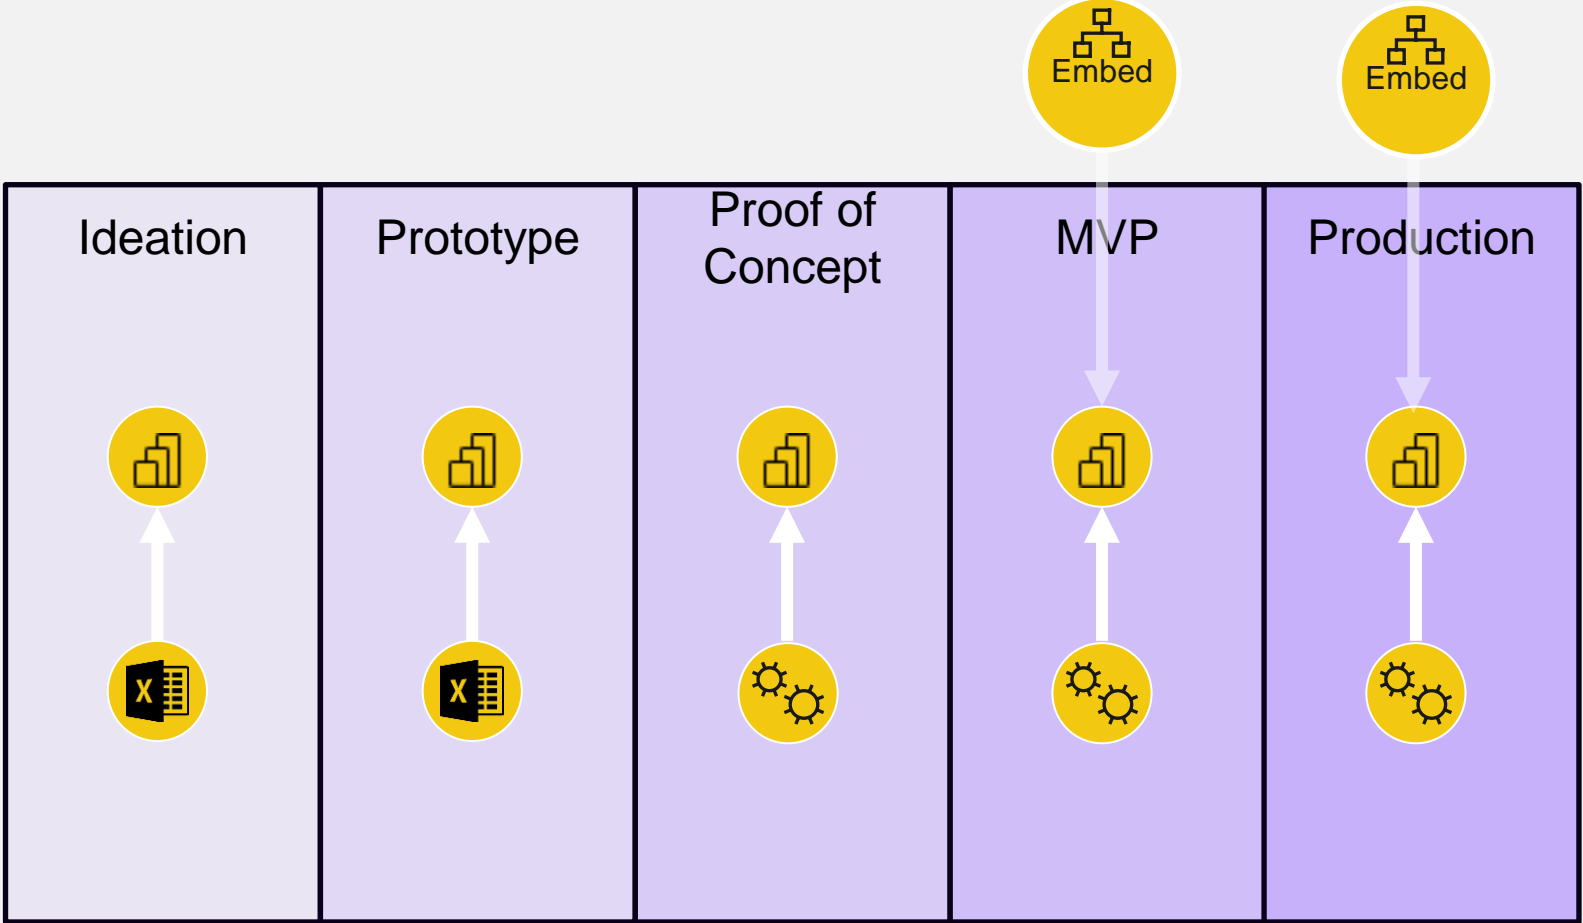 Embed
Embed
Ideation
Prototype
Proof of
Concept
MVP
Production
X
X